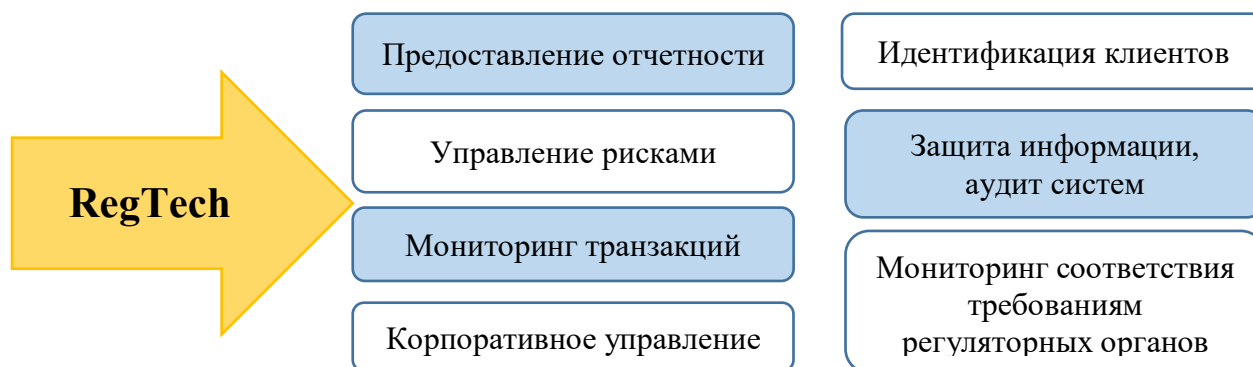 RegTech
Предоставление отчетности
Управление рисками
Мониторинг транзакций
Корпоративное управление
Идентификация клиентов
Защита информации,
аудит систем
Мониторинг соответствия
требованиям
регуляторных органов